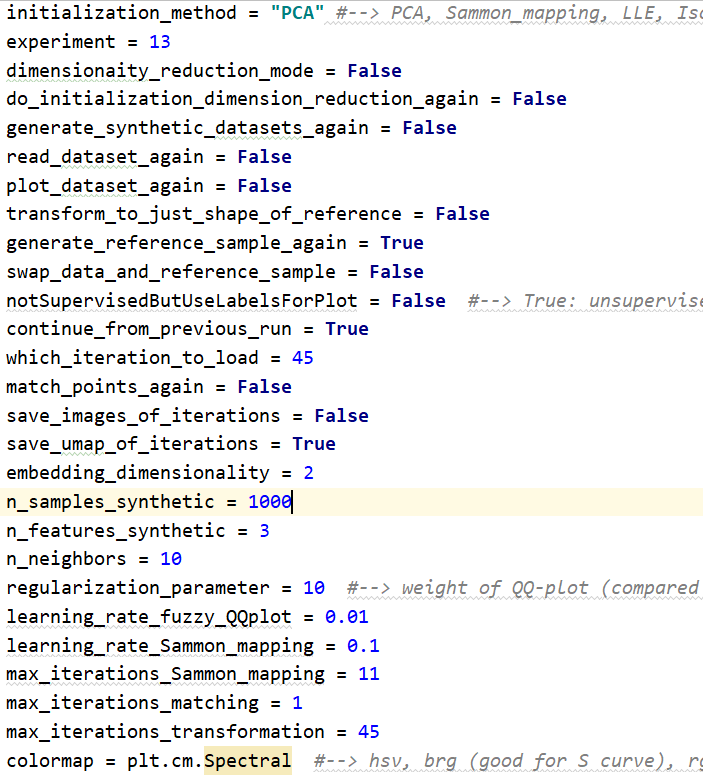 initialization_method = "PCA" #--> PCA, Sammon_mapping, LLE, Iso
experiment = 13
dimensionaity_reduction_mode = False
do_initialization_dimension_reduction_again = False
generate_synthetic_datasets_again = False
read_dataset_again = False
plot_dataset_again = False
transform_to_just_shape_of_reference = False
generate_reference_sample_again = True
swap_data_and_reference_sample = False
notSupervisedButUseLabelsForPlot = False #--> True: unsupervise
continue_from_previous_run = True
which_iteration_to_load = 45
match_points_again = False
save_images_of_iterations = False
save_umap_of_iterations = True
embedding_dimensionality = 2
n_samples_synthetic = 1000
n_features_synthetic = 3
n_neighbors = 10
regularization_parameter = 10 #--> weight of QQ-plot (compared
learning_rate_fuzzy_QQplot = 0.01
learning_rate_Sammon_mapping = 0.1
max_iterations_Sammon_mapping = 11
max_iterations_matching = 1
max_iterations_transformation = 45
colormap = plt.cm.Spectral #--> hsv, brg (good for S curve), rg